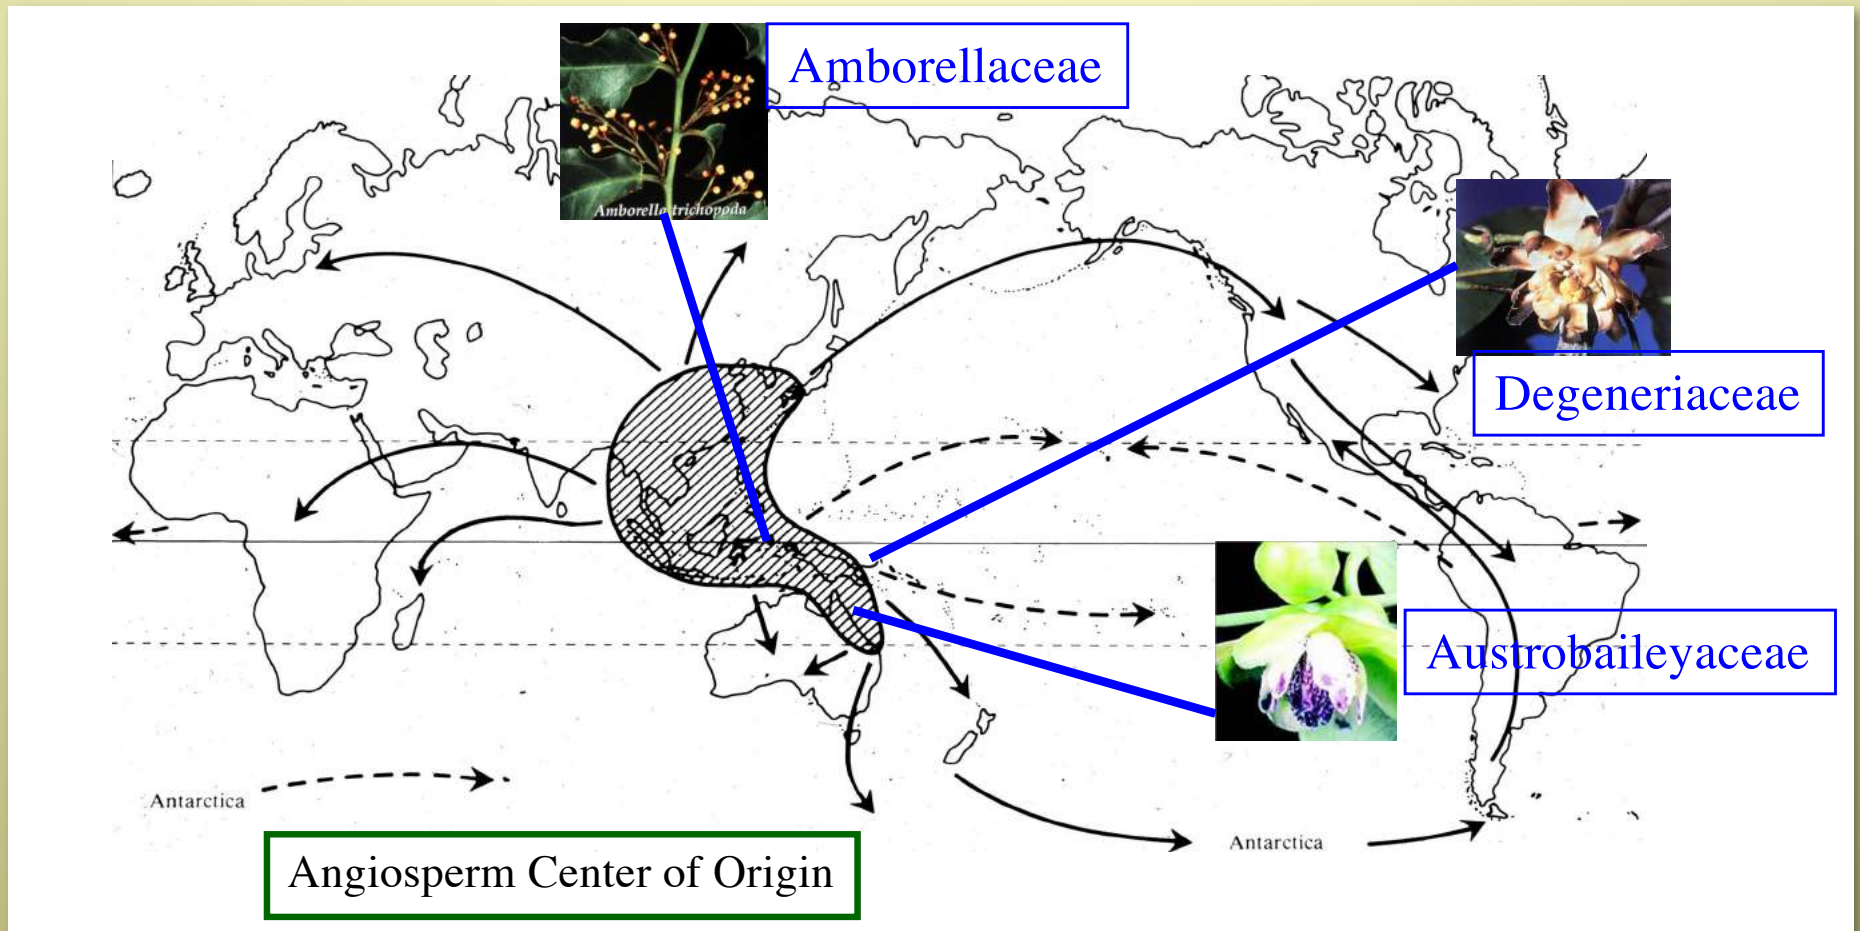 Amborellaceae
Amborella trichopoda
Degeneriaceae
Austrobaileyaceae
Antarctica
Antarctica
Angiosperm Center of Origin